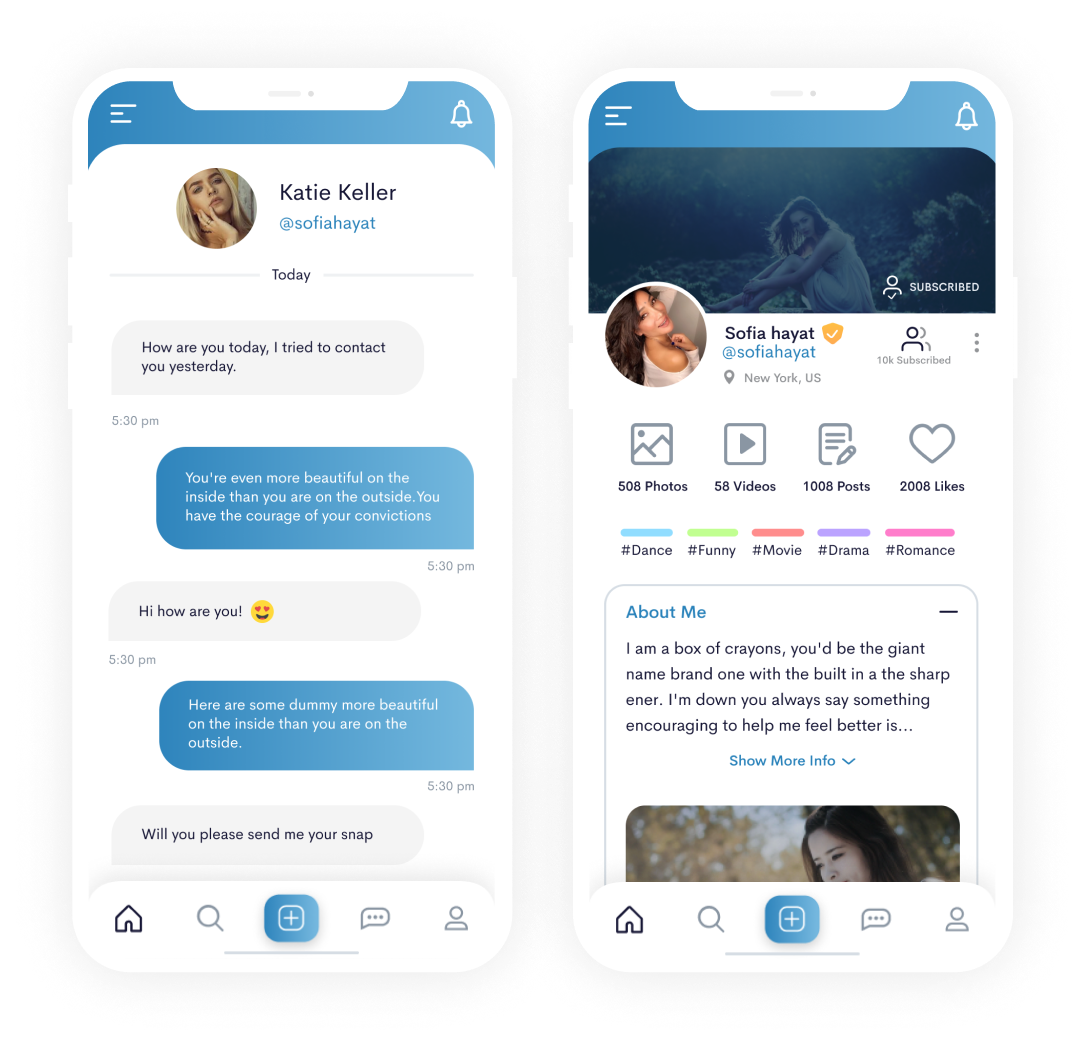 Katie Keller
@sofiahayat
Today
How are you today, I tried to contact
you yesterday.
5:30 pm
You're even more beautiful on the
inside than you are on the outside.You
have the courage of your convictions
5:30 pm
Hi how are you! 😍
5:30 pm
Here are some dummy more beautiful
on the inside than you are on the
outside.
5:30 pm
Will you please send me your snap
SUBSCRIBED
Sofia hayat
@sofiahayat
New York, US
10k Subscribed
508 Photos
58 Videos
1008 Posts
2008 Likes
#Dance
#Funny
#Movie
#Drama
#Romance
About Me
I am a box of crayons, you'd be the giant
name brand one with the built in a the sharp
ener. I'm down you always say something
encouraging to help me feel better is...
Show More Info